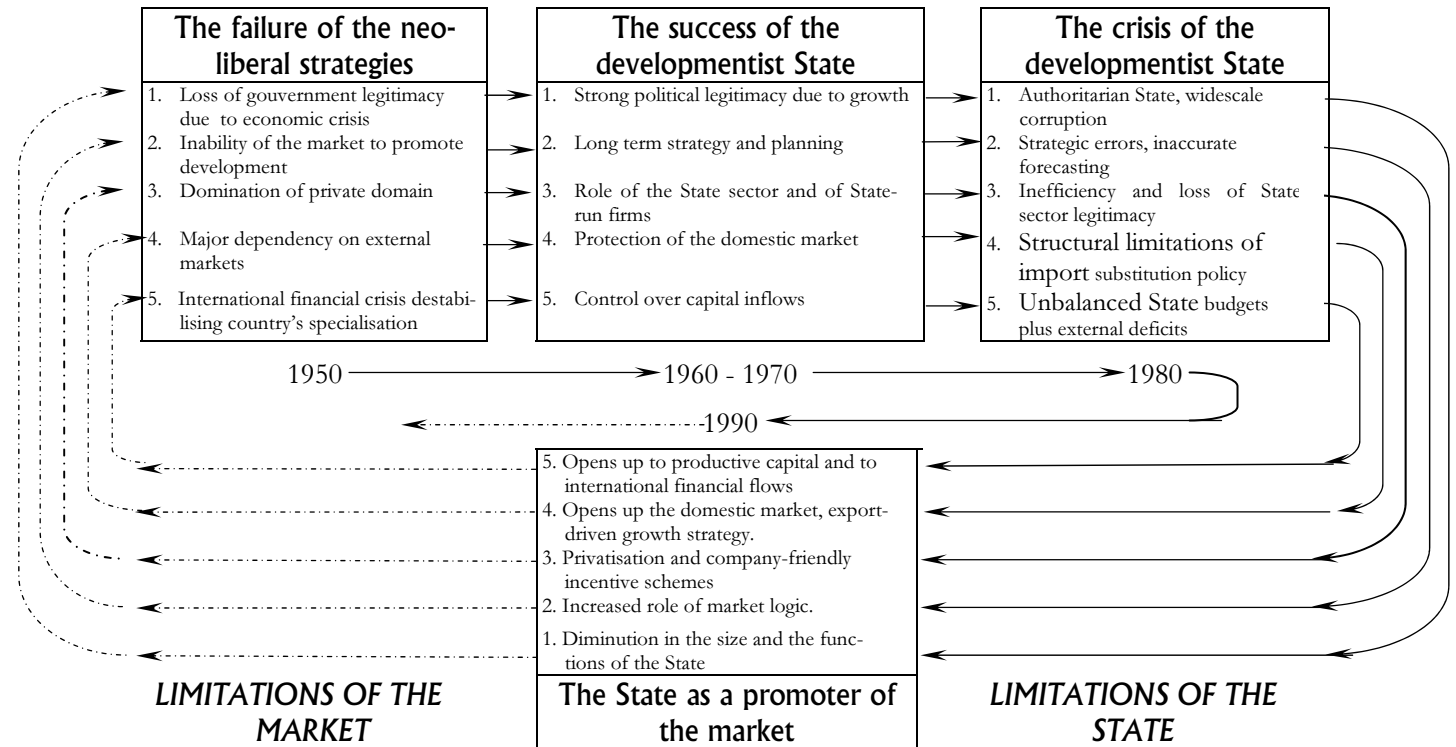 The failure of the neo-
liberal strategies
1. Loss of gouvernment legitimacy
due to economic crisis
2. Inability of the market to promote
development
3. Domination of private domain
4. Major dependency on external
markets
5. International financial crisis destabi-
lising country's specialisation
The success of the
developmentist State
1. Strong political legitimacy due to growth
2. Long term strategy and planning
3. Role of the State sector and of State-
run firms
4. Protection of the domestic market
5. Control over capital inflows
The crisis of the
developmentist State
1. Authoritarian State, widescale
corruption
2. Strategic errors, inaccurate
forecasting
3. Inefficiency and loss of State
sector legitimacy
4. Structural limitations of
import substitution policy
5. Unbalanced State budgets
plus external deficits
1950
1960 - 1970
1980
1990
5. Opens up to productive capital and to
international financial flows
4. Opens up the domestic market, export-
driven growth strategy.
3. Privatisation and company-friendly
incentive schemes
2. Increased role of market logic.
1. Diminution in the size and the func-
tions of the State
The State as a promoter of
the market
LIMITATIONS OF THE
MARKET
LIMITATIONS OF THE
STATE